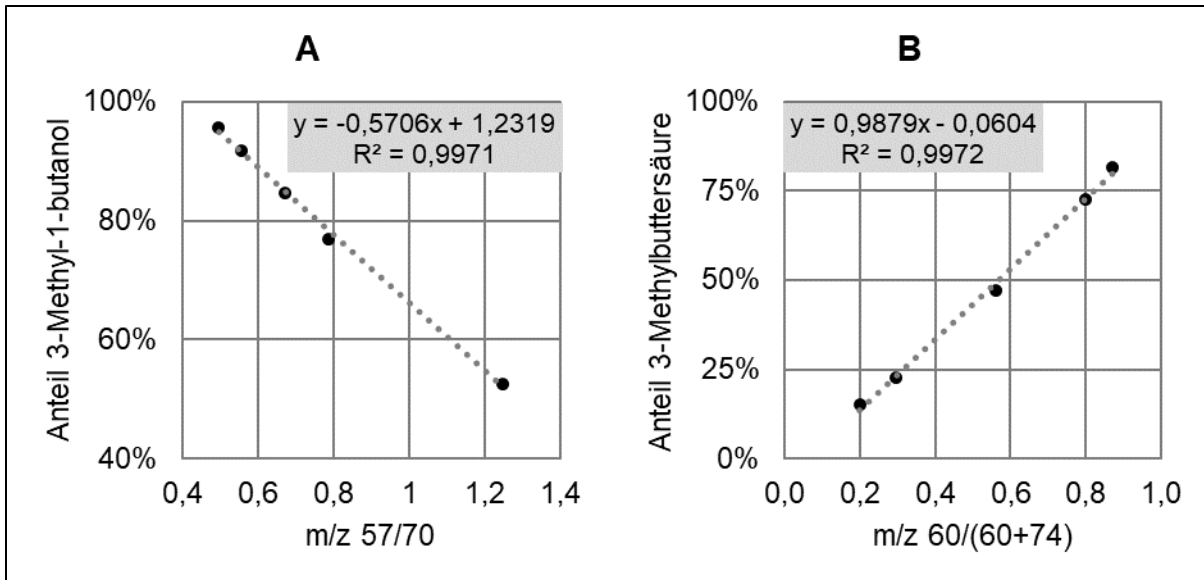 A
Anteil 3-Methyl-1-butanol
100%
80%
60%
40%
y = -0,5706x + 1,2319
R² = 0,9971
0,4 0,6 0,8 1 1,2 1,4
m/z 57/70
B
Anteil 3-Methylbuttersäure
100%
75%
50%
25%
0%
y = 0,9879x - 0,0604
R² = 0,9972
0,0 0,2 0,4 0,6 0,8 1,0
m/z 60/(60+74)